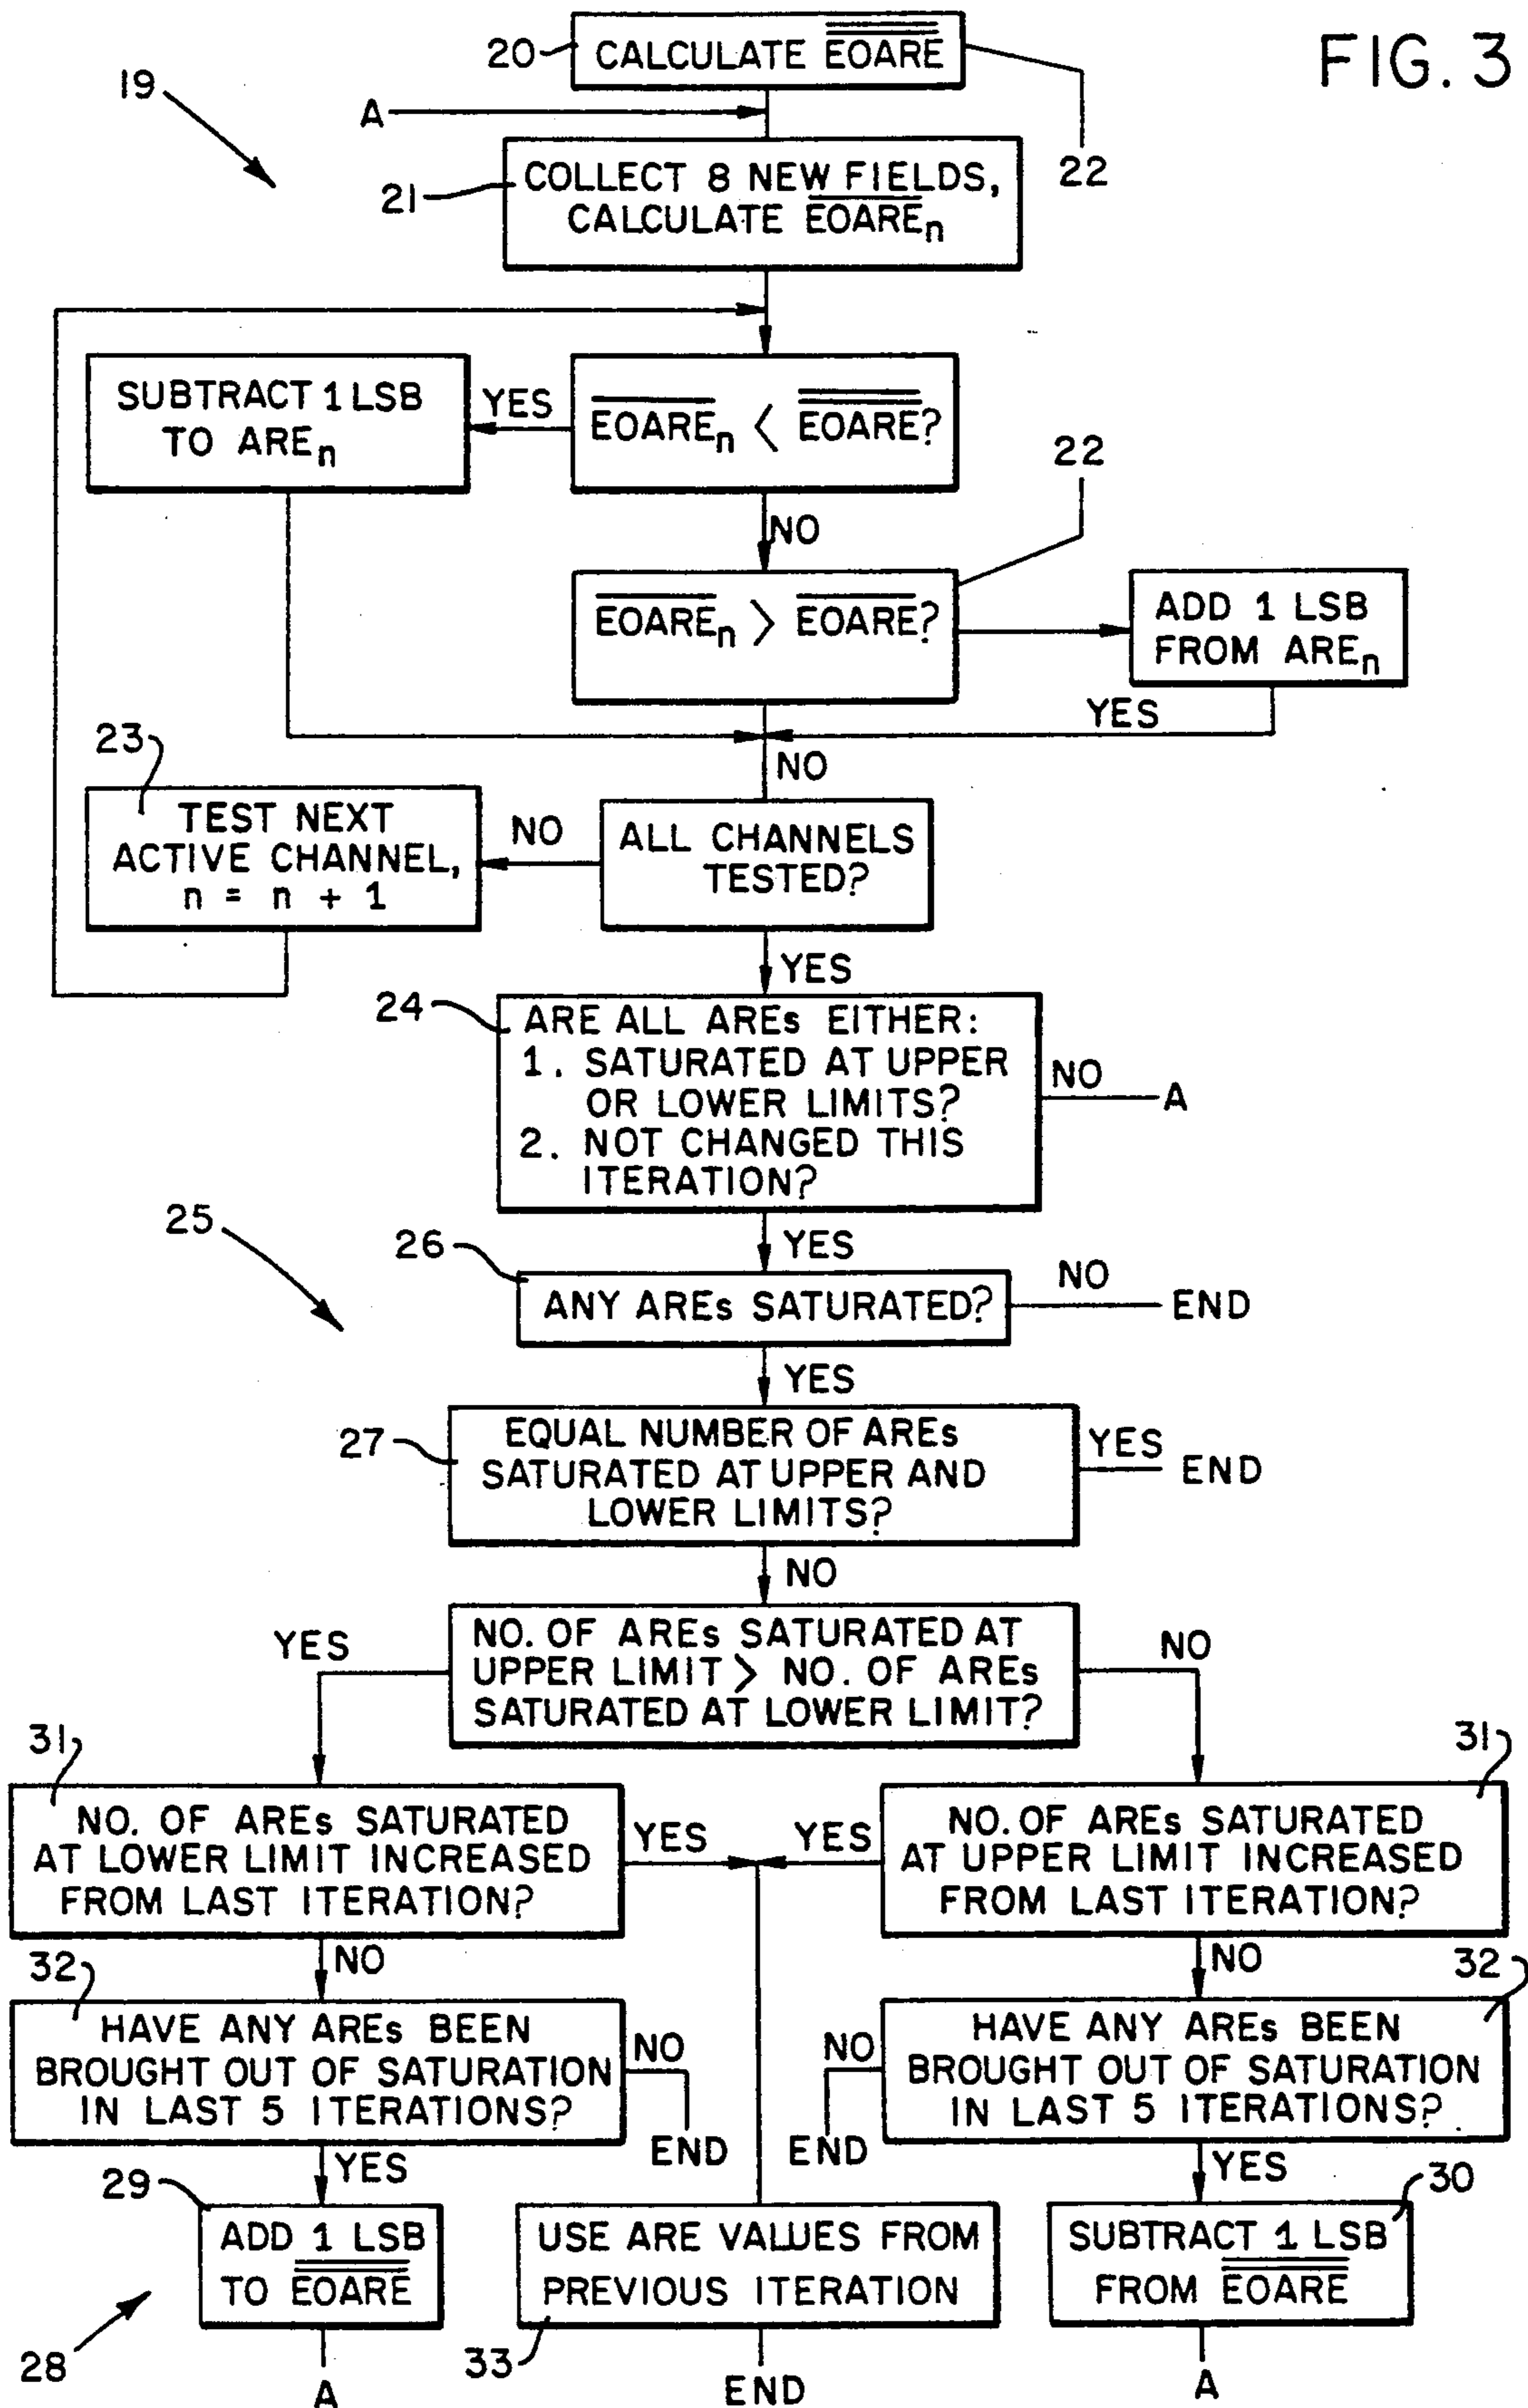 FIG. 3
20
CALCULATE EOARE
19
A
22
21
COLLECT 8 NEW FIELDS,
CALCULATE EOAREn
SUBTRACT 1 LSB
TO AREn
YES
EOAREn < EOARE?
22
NO
EOAREn > EOARE?
ADD 1 LSB
FROM AREn
YES
23
NO
TEST NEXT
ACTIVE CHANNEL,
n = n + 1
NO
ALL CHANNELS
TESTED?
YES
24
ARE ALL AREs EITHER:
1. SATURATED AT UPPER
OR LOWER LIMITS?
2. NOT CHANGED THIS
ITERATION?
NO
A
25
YES
26
ANY AREs SATURATED?
NO
END
YES
27
EQUAL NUMBER OF AREs
SATURATED AT UPPER AND
LOWER LIMITS?
YES
END
NO
YES
NO. OF AREs SATURATED AT
UPPER LIMIT > NO. OF AREs
SATURATED AT LOWER LIMIT?
NO
31
31
NO. OF AREs SATURATED
AT LOWER LIMIT INCREASED
FROM LAST ITERATION?
YES
YES
NO. OF AREs SATURATED
AT UPPER LIMIT INCREASED
FROM LAST ITERATION?
NO
NO
32
32
HAVE ANY AREs BEEN
BROUGHT OUT OF SATURATION
IN LAST 5 ITERATIONS?
NO
END
NO
END
HAVE ANY AREs BEEN
BROUGHT OUT OF SATURATION
IN LAST 5 ITERATIONS?
YES
YES
29
30
ADD 1 LSB
TO EOARE
USE ARE VALUES FROM
PREVIOUS ITERATION
SUBTRACT 1 LSB
FROM EOARE
28
33
A
END
A